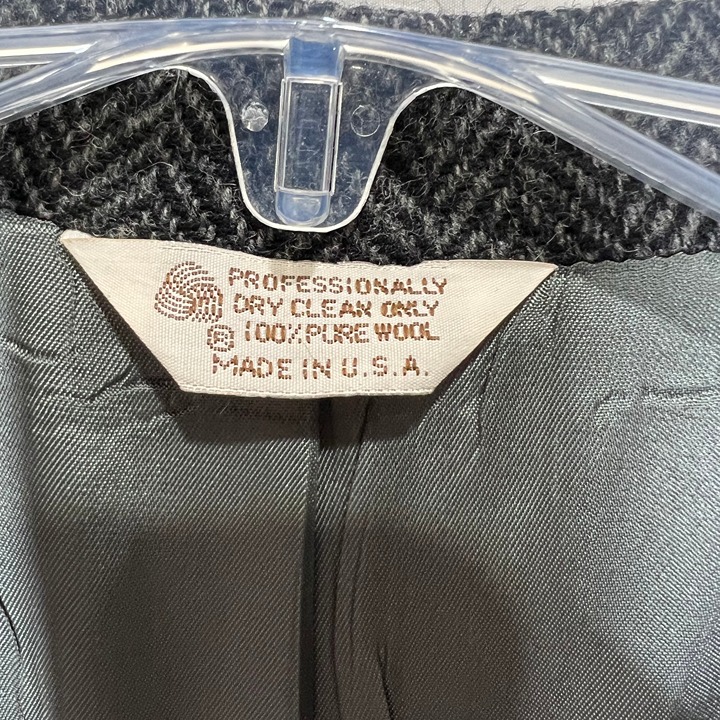 PROFESSIONALLY
DRY CLEAN ONLY
® 100% PURE WOOL
MADE IN U.S.A.